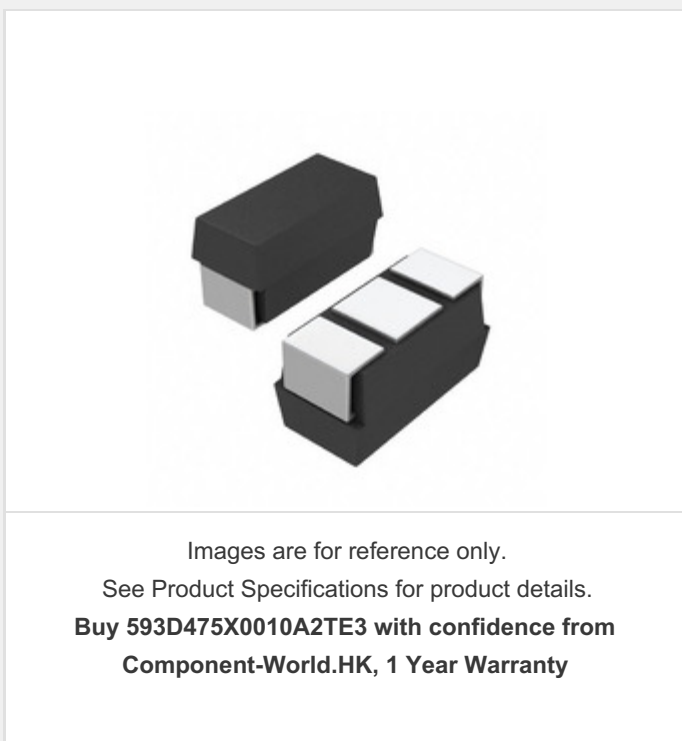 Images are for reference only.
See Product Specifications for product details.
Buy 593D475X0010A2TE3 with confidence from
Component-World.HK, 1 Year Warranty